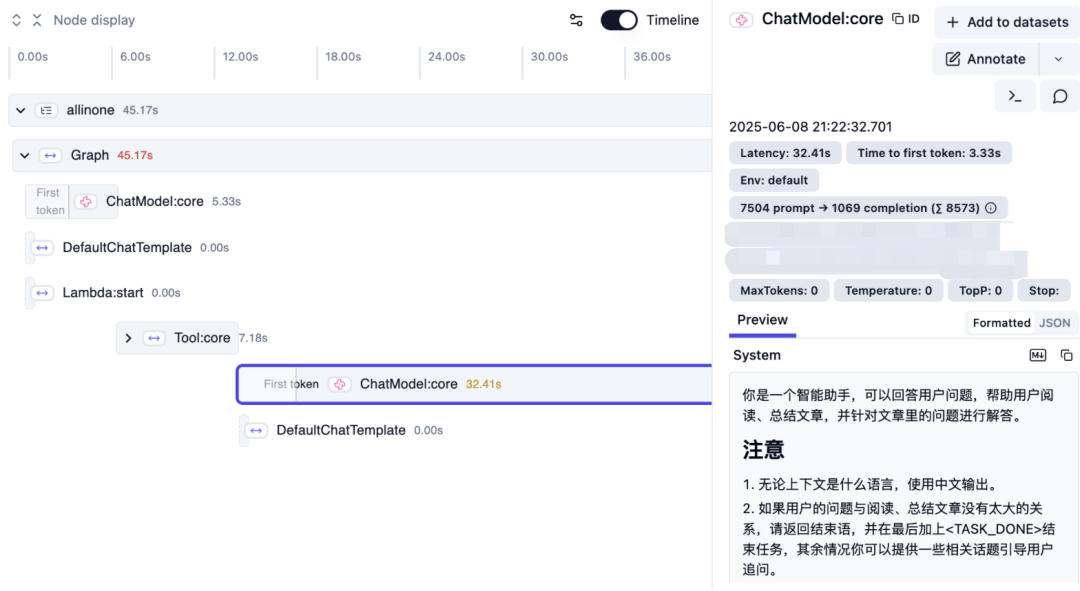 Node display
Timeline
0.00s 6.00s 12.00s 18.00s 24.00s 30.00s 36.00s
allinone 45.17s
Graph 45.17s
First token ChatModel:core 5.33s
DefaultChatTemplate 0.00s
Lambda:start 0.00s
Tool:core 7.18s
First token ChatModel:core 32.41s
DefaultChatTemplate 0.00s
ChatModel:core ID
+ Add to datasets
Annotate
2025-06-08 21:22:32.701
Latency: 32.41s Time to first token: 3.33s
Env: default
7504 prompt → 1069 completion (∑ 8573)
MaxTokens: 0 Temperature: 0 TopP: 0 Stop:
Preview
Formatted JSON
System
你是一个智能助手，可以回答用户问题，帮助用户阅
读、总结文章，并针对文章里的问题进行解答。
注意
1. 无论上下文是什么语言，使用中文输出。
2. 如果用户的问题与阅读、总结文章没有太大的关
系，请返回结束语，并在最后加上<TASK_DONE>结
束任务，其余情况你可以提供一些相关话题引导用户
追问。